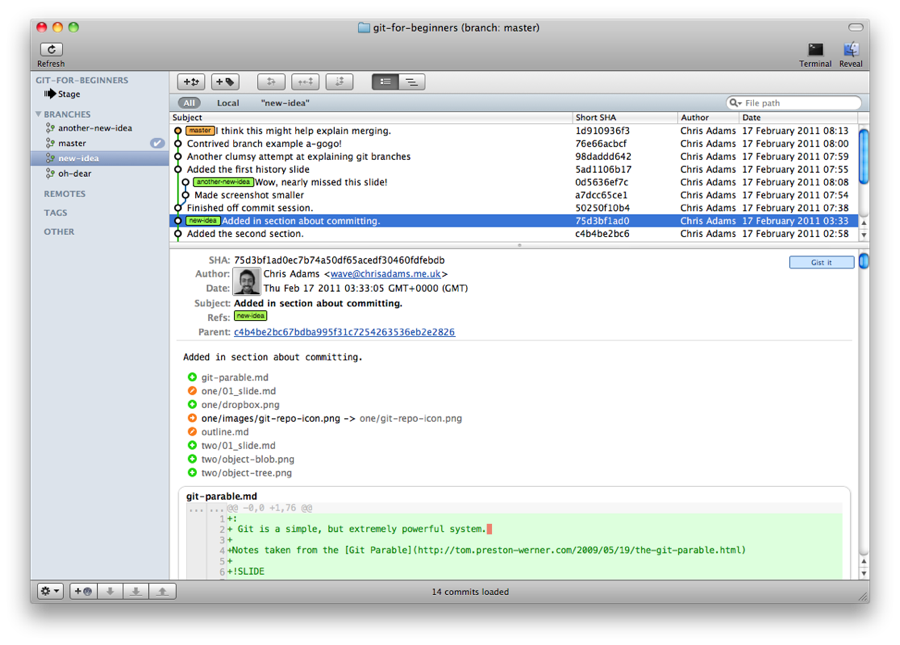 git-for-beginners (branch: master)
Refresh
Terminal Reveal
GIT-FOR-BEGINNERS
Stage
BRANCHES
another-new-idea
master
new-idea
oh-dear
REMOTES
TAGS
OTHER
All Local "new-idea" File path
Subject Short SHA Author Date
master I think this might help explain merging. 1d910936f3 Chris Adams 17 February 2011 08:13
Contrived branch example a-gogo! 76e66acbcf Chris Adams 17 February 2011 08:00
Another clumsy attempt at explaining git branches 98daddd642 Chris Adams 17 February 2011 07:59
Added the first history slide 5ad1106b17 Chris Adams 17 February 2011 07:55
another-new-idea Wow, nearly missed this slide! 0d5636ef7c Chris Adams 17 February 2011 08:08
Made screenshot smaller a7dcc65ce1 Chris Adams 17 February 2011 07:54
Finished off commit session. 50250f10b4 Chris Adams 17 February 2011 07:38
new-idea Added in section about committing. 75d3bf1ad0 Chris Adams 17 February 2011 03:33
Added the second section. c4b4be2bc6 Chris Adams 17 February 2011 02:58
SHA: 75d3bf1ad0ec7b74a50df65acedf30460fdfebdb
Gist it
Author: Chris Adams <wave@chrisadams.me.uk>
Date: Thu Feb 17 2011 03:33:05 GMT+0000 (GMT)
Subject: Added in section about committing.
Refs: new-idea
Parent: c4b4be2bc67bdba995f31c7254263536eb2e2826
Added in section about committing.
git-parable.md
one/01_slide.md
one/dropbox.png
one/images/git-repo-icon.png -> one/git-repo-icon.png
outline.md
two/01_slide.md
two/object-blob.png
two/object-tree.png
git-parable.md
... ... @@ -0,0 +1,76 @@
1 +:
2 + Git is a simple, but extremely powerful system.
3 +
4 +Notes taken from the [Git Parable](http://tom.preston-werner.com/2009/05/19/the-git-parable.html)
5 +
6 +!SLIDE
14 commits loaded